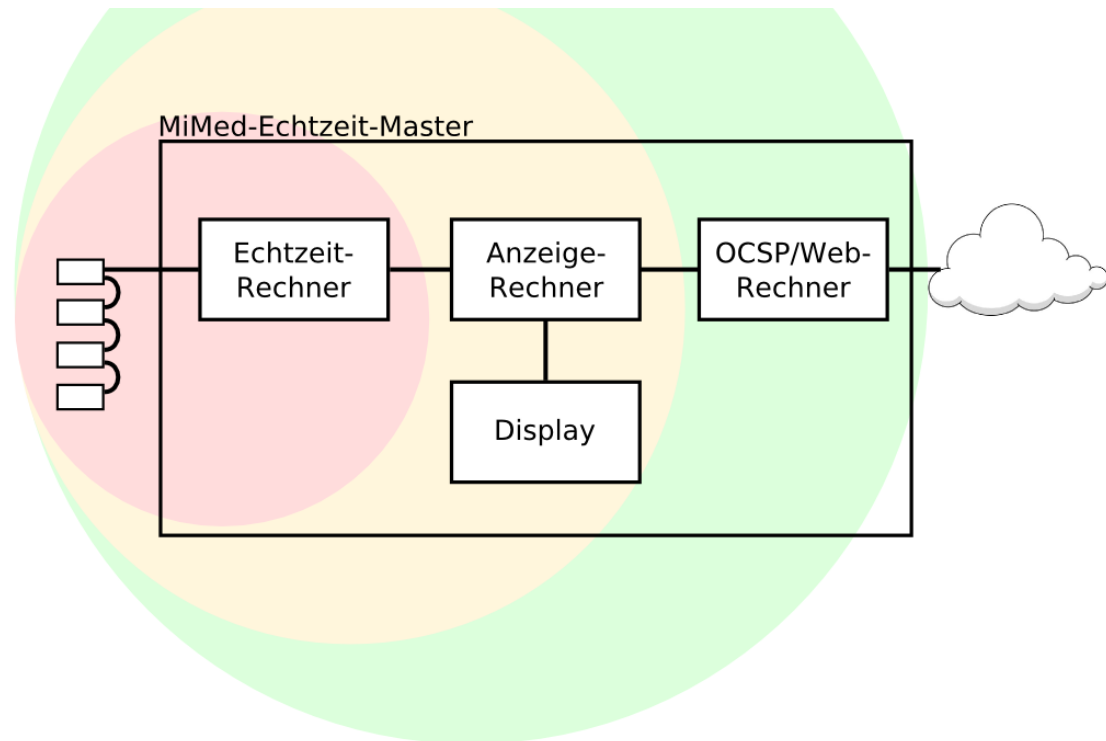 MiMed-Echtzeit-Master
Echtzeit-
Rechner
Anzeige-
Rechner
OCSP/Web-
Rechner
Display